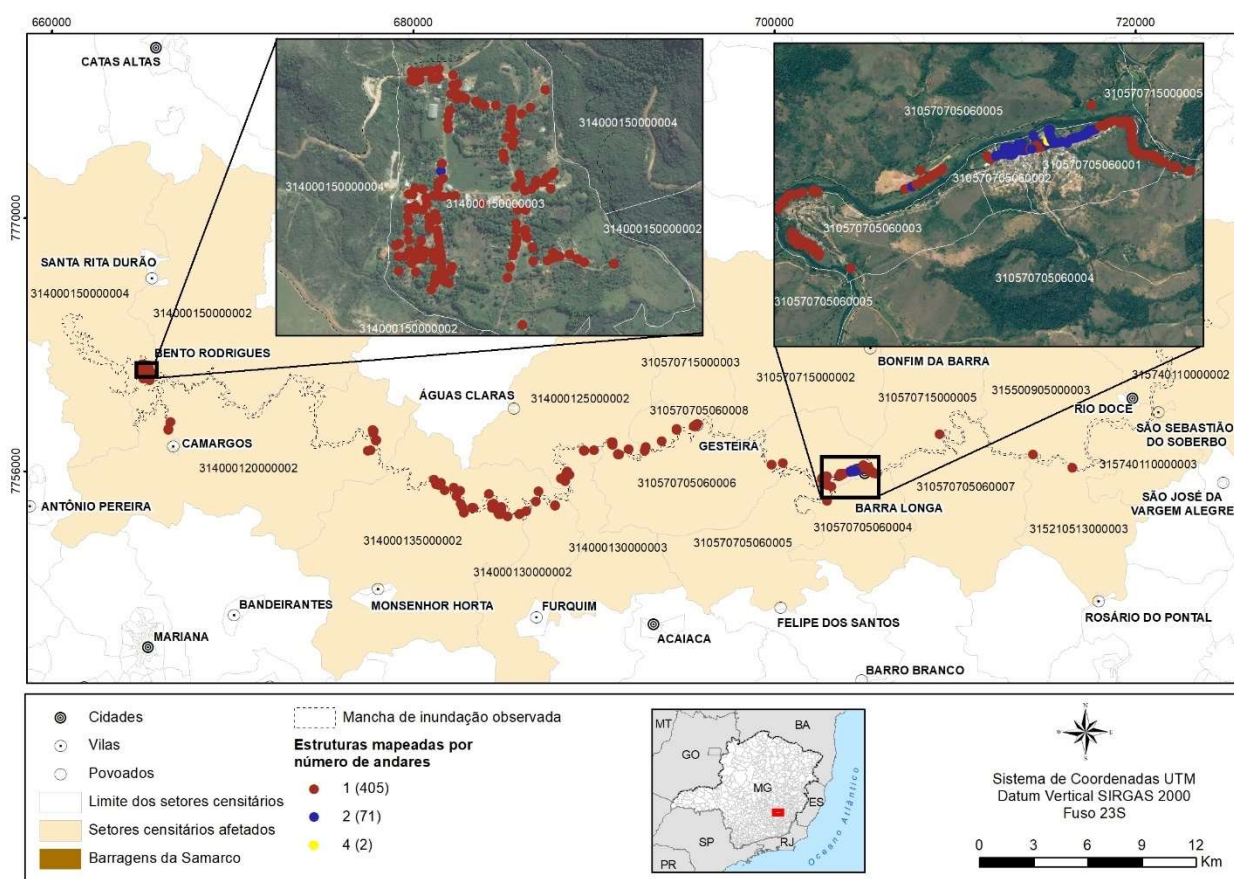 660000
680000
700000
720000
7770000
7756000
CATAS ALTAS
SANTA RITA DURÃO
314000150000004
314000150000002
BENTO RODRIGUES
CAMARGOS
314000120000002
ANTÔNIO PEREIRA
BANDEIRANTES
MARIANA
314000150000004
314000150000004
314000150000003
314000150000002
314000150000002
ÁGUAS CLARAS
314000125000002
310570715000003
310570705060008
GESTEIRA
310570705060006
314000135000002
314000130000003
314000130000002
310570705060005
MONSENHOR HORTA
FURQUIM
ACAIACA
310570715000005
310570705060005
310570705060001
310570705060002
310570705060003
310570705060004
310570705060005
310570715000002
BONFIM DA BARRA
310570715000005
315500905000003
315740110000002
RIO DOCE
SÃO SEBASTIÃO
DO SOBERBO
315740110000003
310570705060007
BARRA LONGA
310570705060004
SÃO JOSÉ DA
VARGEM ALEGRE
315210513000003
FELIPE DOS SANTOS
ROSÁRIO DO PONTAL
BARRO BRANCO
Cidades
Vilas
Povoados
Limite dos setores censitários
Setores censitários afetados
Barragens da Samarco
Mancha de inundação observada
Estruturas mapeadas por
número de andares
1 (405)
2 (71)
4 (2)
MT
BA
GO
MG
ES
SP
RJ
PR
Oceano Atlântico
N
W
E
S
Sistema de Coordenadas UTM
Datum Vertical SIRGAS 2000
Fuso 23S
0 3 6 9 12
Km